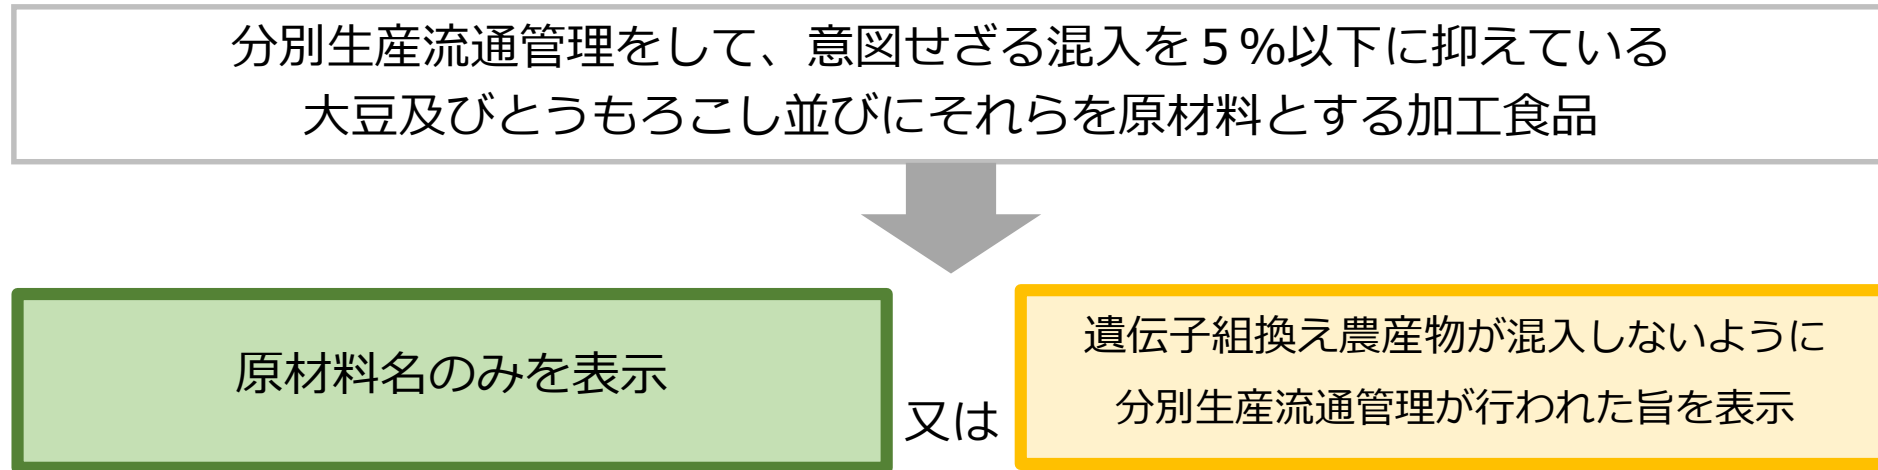 分別生産流通管理をして、意図せざる混入を５%以下に抑えている
大豆及びとうもろこし並びにそれらを原材料とする加工食品
原材料名のみを表示
又は
遺伝子組換え農産物が混入しないように
分別生産流通管理が行われた旨を表示